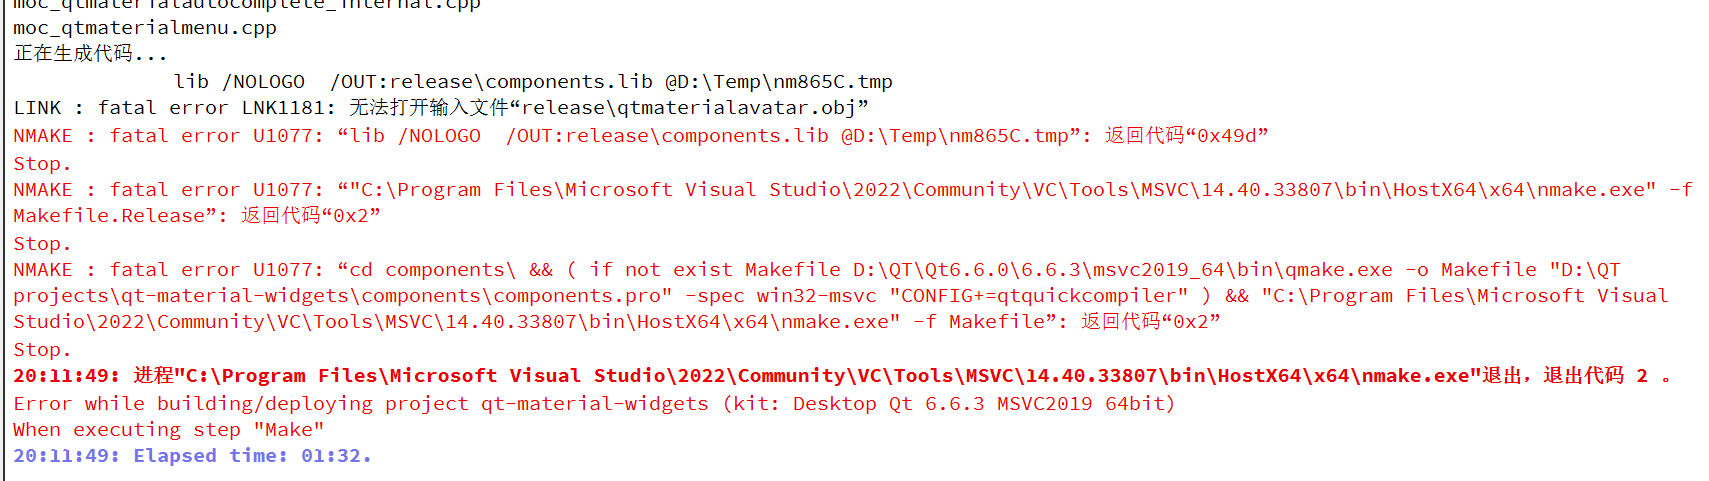 moc_qtmaterialautocomplete_internal.cpp
moc_qtmaterialmenu.cpp
正在生成代码...
lib /NOLOGO  /OUT:release\components.lib @D:\Temp\nm865C.tmp
LINK : fatal error LNK1181: 无法打开输入文件“release\qtmaterialavatar.obj”
NMAKE : fatal error U1077: “lib /NOLOGO  /OUT:release\components.lib @D:\Temp\nm865C.tmp”: 返回代码“0x49d”
Stop.
NMAKE : fatal error U1077: “"C:\Program Files\Microsoft Visual Studio\2022\Community\VC\Tools\MSVC\14.40.33807\bin\HostX64\x64\nmake.exe" -f
Makefile.Release”: 返回代码“0x2”
Stop.
NMAKE : fatal error U1077: “cd components\ && ( if not exist Makefile D:\QT\Qt6.6.0\6.6.3\msvc2019_64\bin\qmake.exe -o Makefile "D:\QT
projects\qt-material-widgets\components\components.pro" -spec win32-msvc "CONFIG+=qtquickcompiler" ) && "C:\Program Files\Microsoft Visual
Studio\2022\Community\VC\Tools\MSVC\14.40.33807\bin\HostX64\x64\nmake.exe" -f Makefile”: 返回代码“0x2”
Stop.
20:11:49: 进程"C:\Program Files\Microsoft Visual Studio\2022\Community\VC\Tools\MSVC\14.40.33807\bin\HostX64\x64\nmake.exe"退出，退出代码 2 。
Error while building/deploying project qt-material-widgets (kit: Desktop Qt 6.6.3 MSVC2019 64bit)
When executing step "Make"
20:11:49: Elapsed time: 01:32.